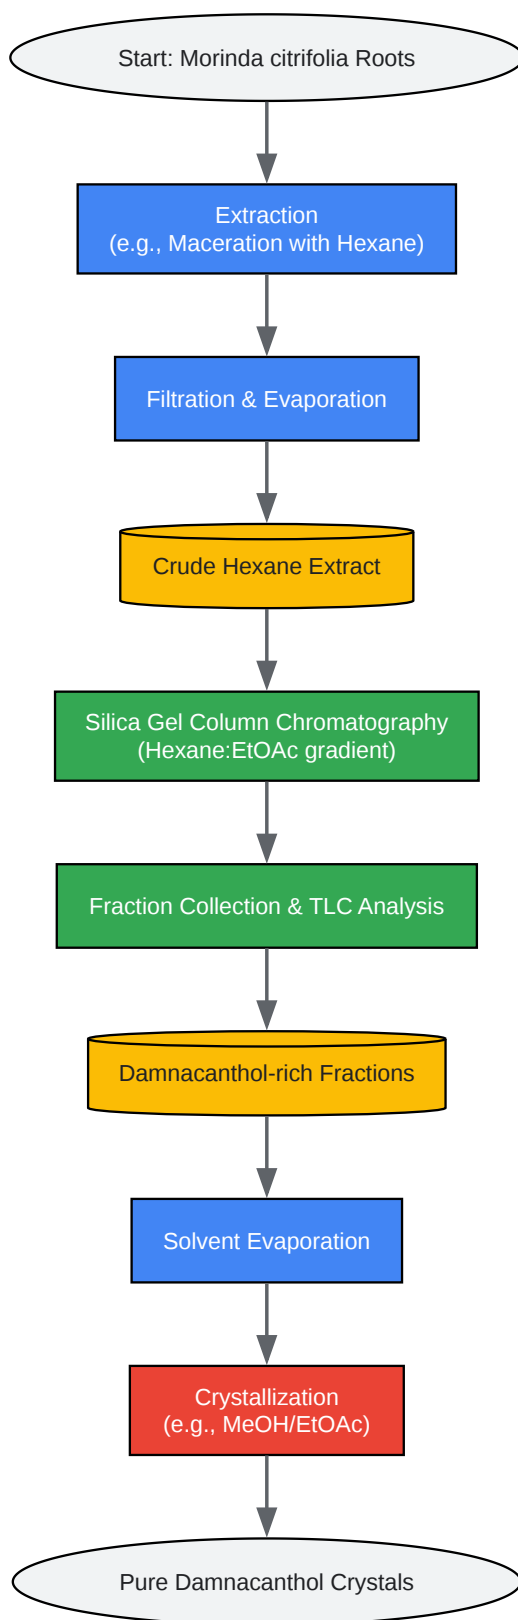 Start: Morinda citrifolia Roots
Extraction
(e.g., Maceration with Hexane)
Filtration & Evaporation
Crude Hexane Extract
Silica Gel Column Chromatography
(Hexane:EtOAc gradient)
Fraction Collection & TLC Analysis
Damnacanthol-rich Fractions
Solvent Evaporation
Crystallization
(e.g., MeOH/EtOAc)
Pure Damnacanthol Crystals